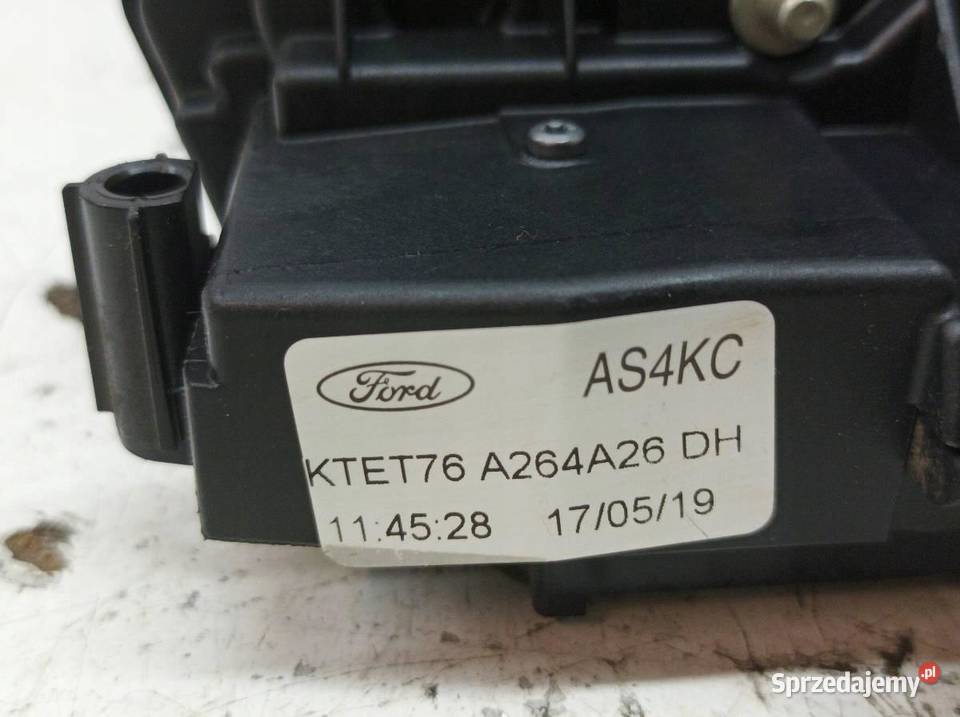 Ford AS4KC
KTET76 A264A26 DH
11:45:28 17/05/19
Sprzedajemy.pl